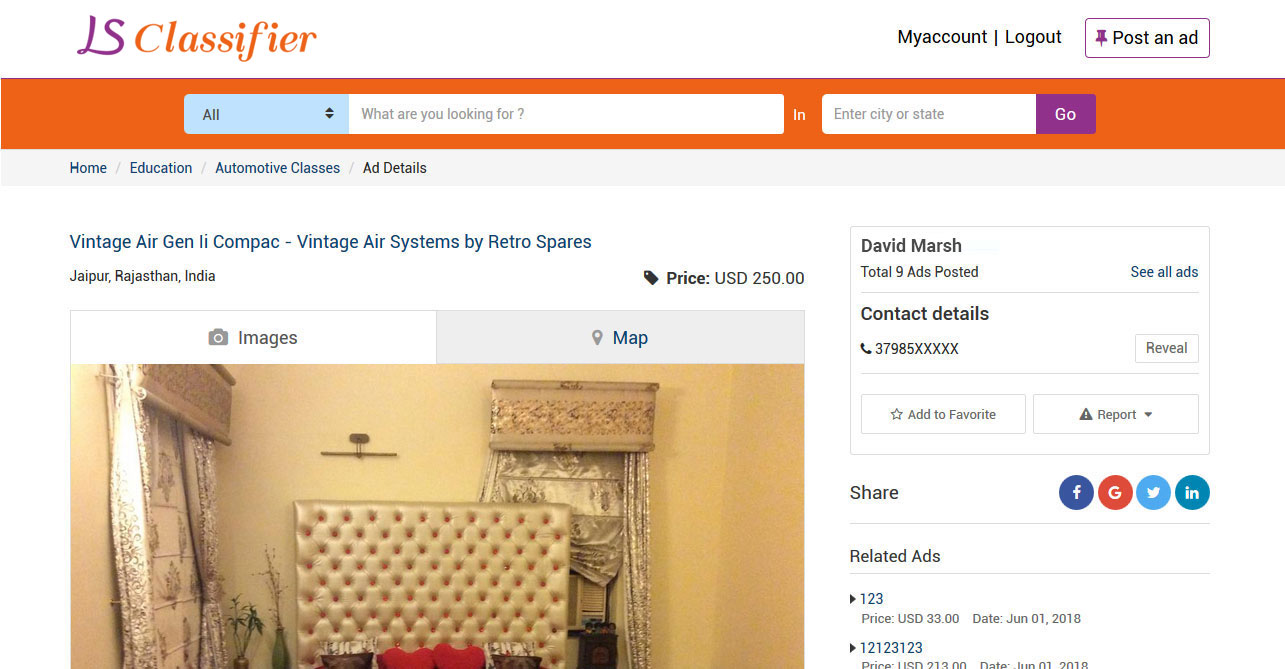 LS Classifier
Myaccount | Logout
Post an ad
All
What are you looking for ?
In
Enter city or state
Go
Home / Education / Automotive Classes / Ad Details
Vintage Air Gen Ii Compac - Vintage Air Systems by Retro Spares
Jaipur, Rajasthan, India
Price: USD 250.00
Images
Map
David Marsh
Total 9 Ads Posted
See all ads
Contact details
37985XXXXX
Reveal
Add to Favorite
Report
Share
f
G
in
Related Ads
123
Price: USD 33.00 Date: Jun 01, 2018
12123123
Price: USD 213.00 Date: Jun 01, 2018